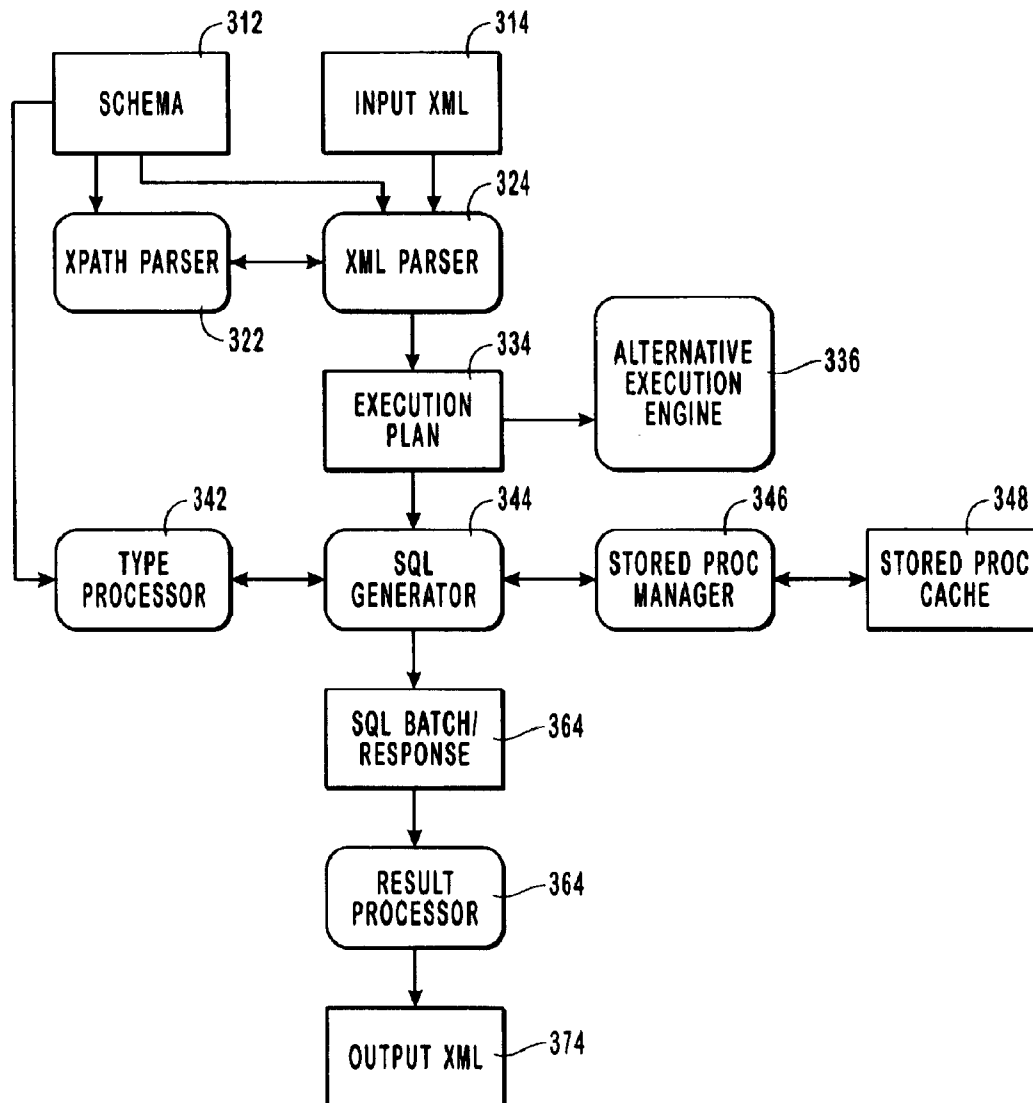 312
314
SCHEMA
INPUT XML
324
XPATH PARSER
XML PARSER
322
334
ALTERNATIVE
EXECUTION
ENGINE
336
EXECUTION
PLAN
342
344
346
348
TYPE
PROCESSOR
SQL
GENERATOR
STORED PROC
MANAGER
STORED PROC
CACHE
SQL BATCH/
RESPONSE
364
RESULT
PROCESSOR
364
OUTPUT XML
374